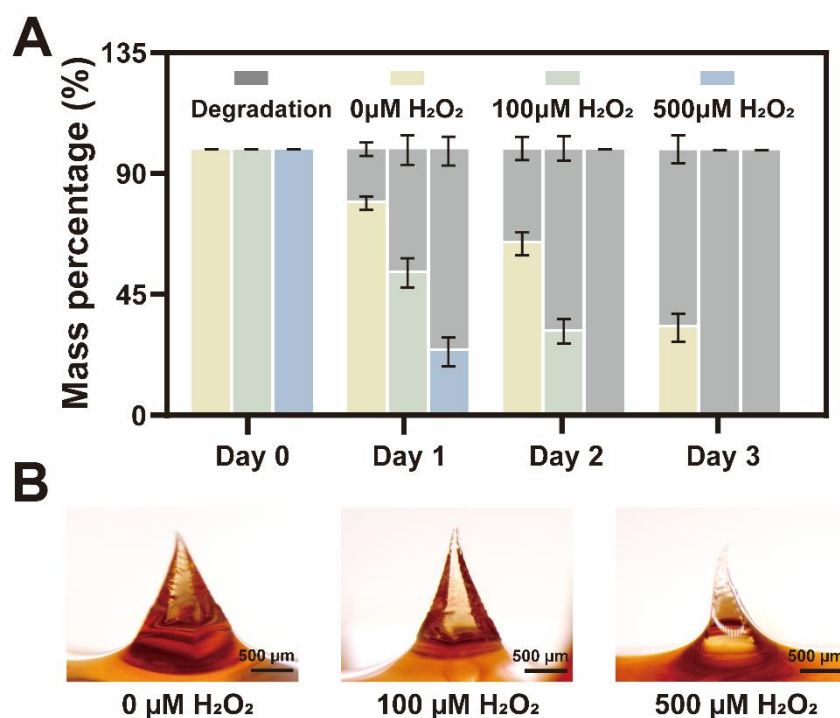 A
Mass percentage (%)
135
90
45
0
Degradation
0μM H₂O₂
100μM H₂O₂
500μM H₂O₂
Day 0
Day 1
Day 2
Day 3
B
500 μm
500 μm
500 μm
0 μM H₂O₂
100 μM H₂O₂
500 μM H₂O₂